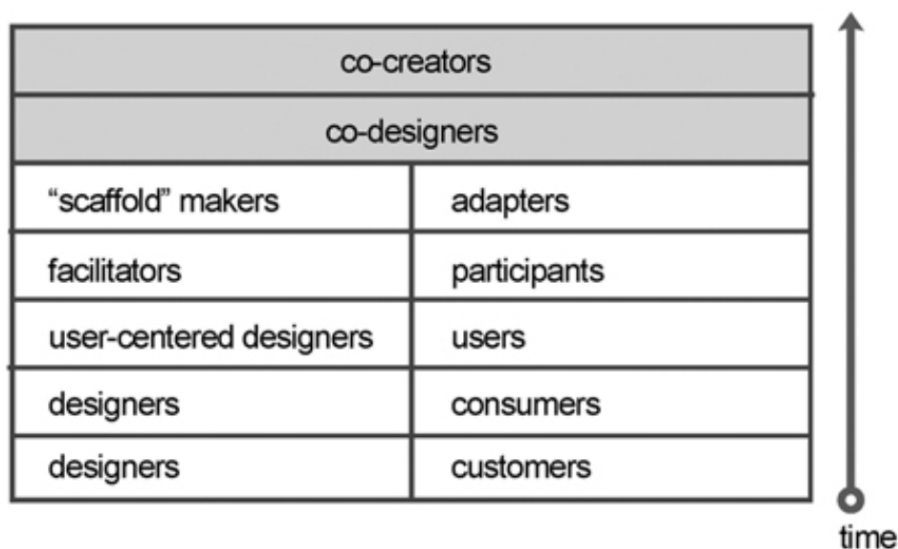 co-creators
co-designers
“scaffold” makers adapters
facilitators participants
user-centered designers users
designers consumers
designers customers
time